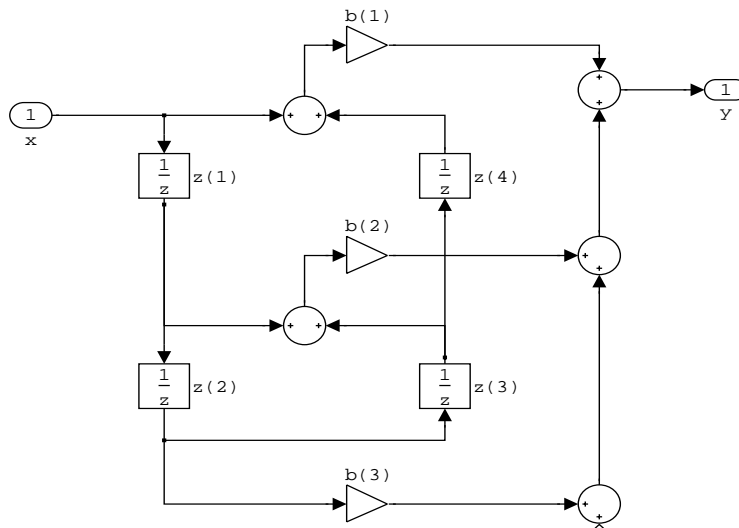 b(1)
+
+
1
x
+ +
1
y
1
z
z(1)
1
z
z(4)
b(2)
+
+
+ +
1
z
z(2)
1
z
z(3)
b(3)
+
+